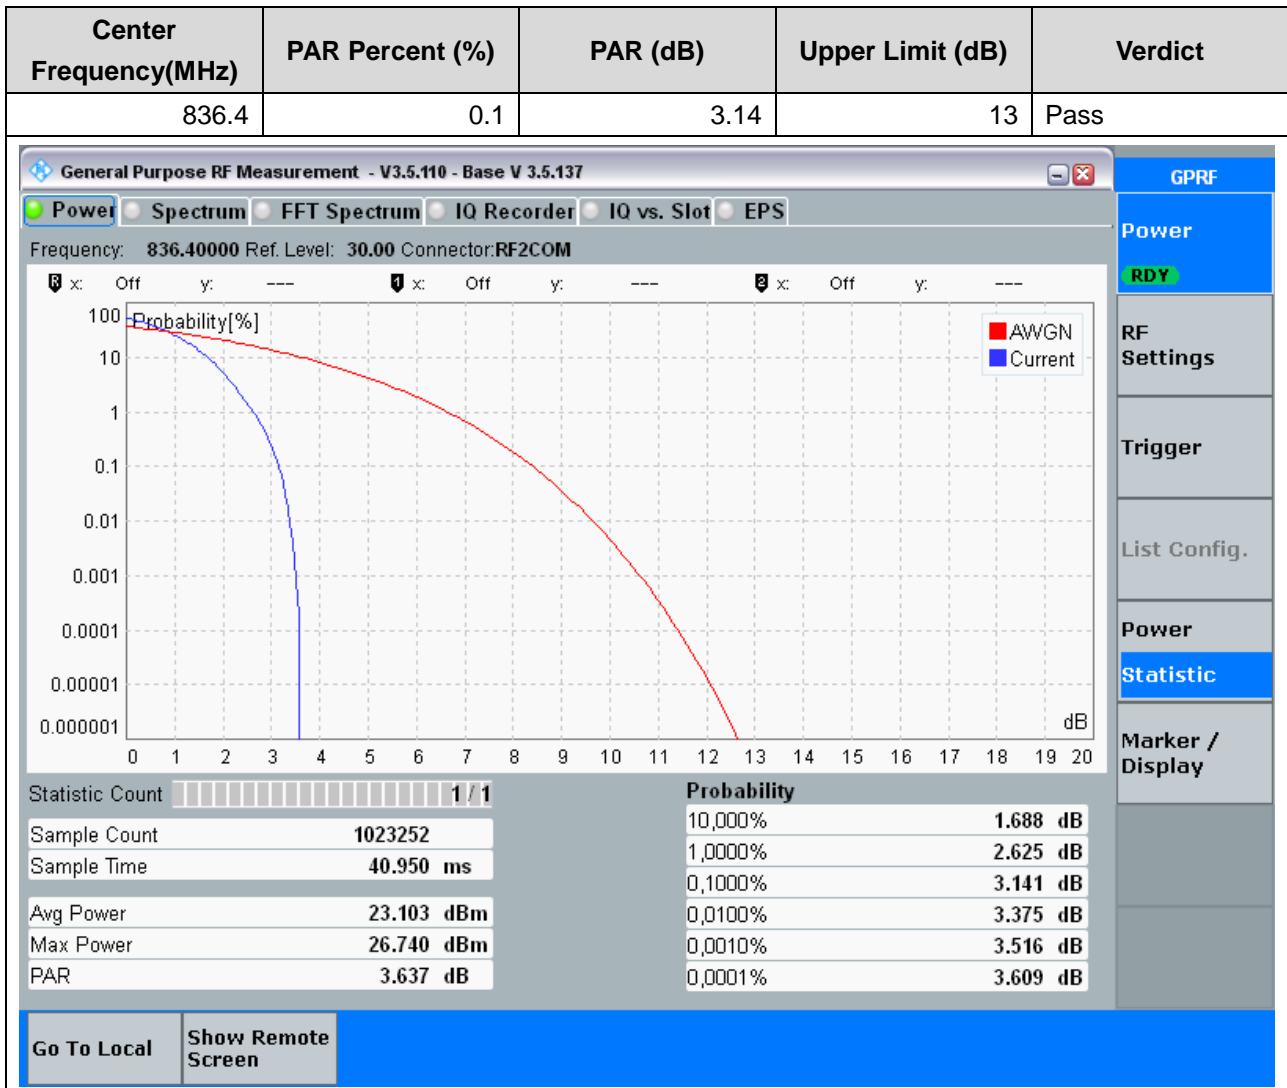 Center Frequency(MHz) PAR Percent (%) PAR (dB) Upper Limit (dB) Verdict
836.4 0.1 3.14 13 Pass
General Purpose RF Measurement - V3.5.110 - Base V 3.5.137
GPRF
Power Spectrum FFT Spectrum IQ Recorder IQ vs. Slot EPS
Frequency: 836.40000 Ref. Level: 30.00 Connector:RF2COM
R x: Off y: --- 1 x: Off y: --- 2 x: Off y: ---
Probability[%]
AWGN
Current
100
10
1
0.1
0.01
0.001
0.0001
0.00001
0.000001
dB
0 1 2 3 4 5 6 7 8 9 10 11 12 13 14 15 16 17 18 19 20
Statistic Count 1 / 1
Sample Count 1023252
Sample Time 40.950 ms
Avg Power 23.103 dBm
Max Power 26.740 dBm
PAR 3.637 dB
Probability
10,000% 1.688 dB
1,0000% 2.625 dB
0,1000% 3.141 dB
0,0100% 3.375 dB
0,0010% 3.516 dB
0,0001% 3.609 dB
Power
RDY
RF
Settings
Trigger
List Config.
Power
Statistic
Marker /
Display
Go To Local
Show Remote
Screen